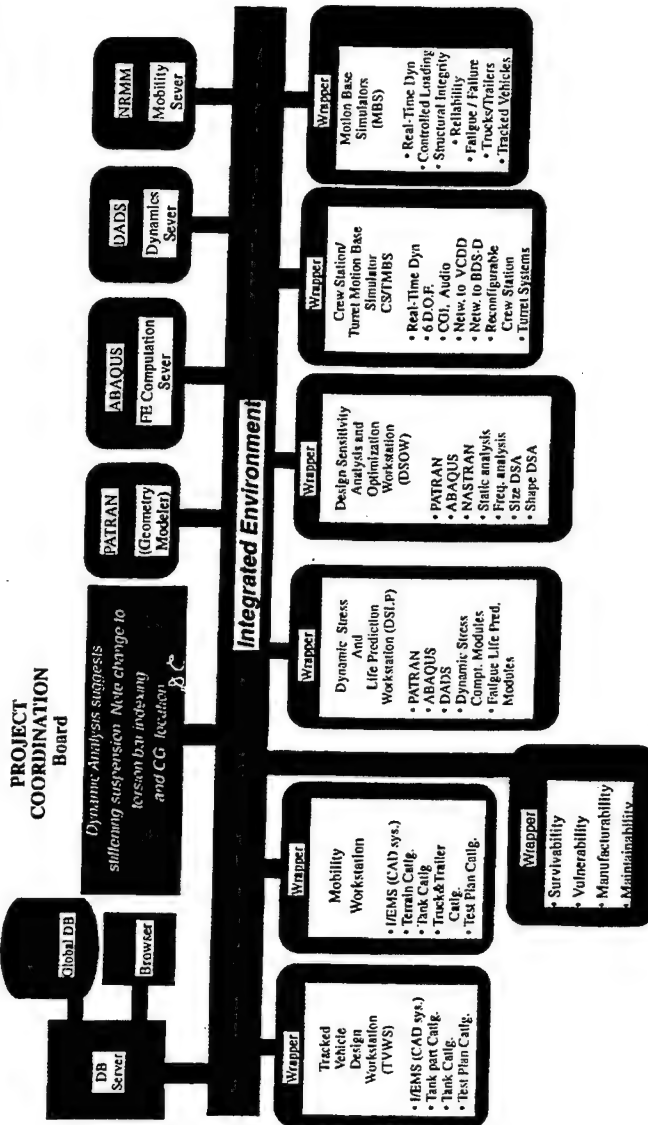 PROJECT
COORDINATION
Board
Global DB
Browser
DB
Server
Dynamic Analysis suggests
stiffening suspension. Note change to
torsion bar indexing
and CG location
PATRAN
(Geometry
Modeler)
ABAQUS
FE Computation
Sever
DADS
Dynamics
Sever
NRMM
Mobility
Sever
Integrated Environment
Wrapper
Tracked
Vehicle
Design
Workstation
(TVWS)
• I/EMS (CAD sys.)
• Tank part Catlg.
• Tank Catlg.
• Test Plan Catlg.
Wrapper
Mobility
Workstation
• I/EMS (CAD sys.)
• Terrain Catlg.
• Tank Catlg
• Truck&Trailer
Catlg.
• Test Plan Catlg.
Wrapper
• Survivability
• Vulnerability
• Manufacturability
• Maintainability
Wrapper
Dynamic Stress
And
Life Prediction
Workstation (DSLP)
• PATRAN
• ABAQUS
• DADS
• Dynamic Stress
Compt. Modules
• Fatigue Life Pred.
Modules
Wrapper
Design Sensitivity
Analysis and
Optimization
Workstation
(DSOW)
• PATRAN
• ABAQUS
• NASTRAN
• Static analysis
• Freq. analysis
• Size DSA
• Shape DSA
Wrapper
Crew Station/
Turret Motion Base
Simulator
CS/TMBS
• Real-Time Dyn
• 6 D.O.F.
• CGI, Audio
• Netw. to VCDD
• Netw. to BDS-D
• Reconfigurable
Crew Station
• Turret Systems
Wrapper
Motion Base
Simulators
(MBS)
• Real-Time Dyn
• Controlled Loading
• Structural Integrity
• Reliability
• Fatigue / Failure
• Trucks/Trailers
• Tracked Vehicles